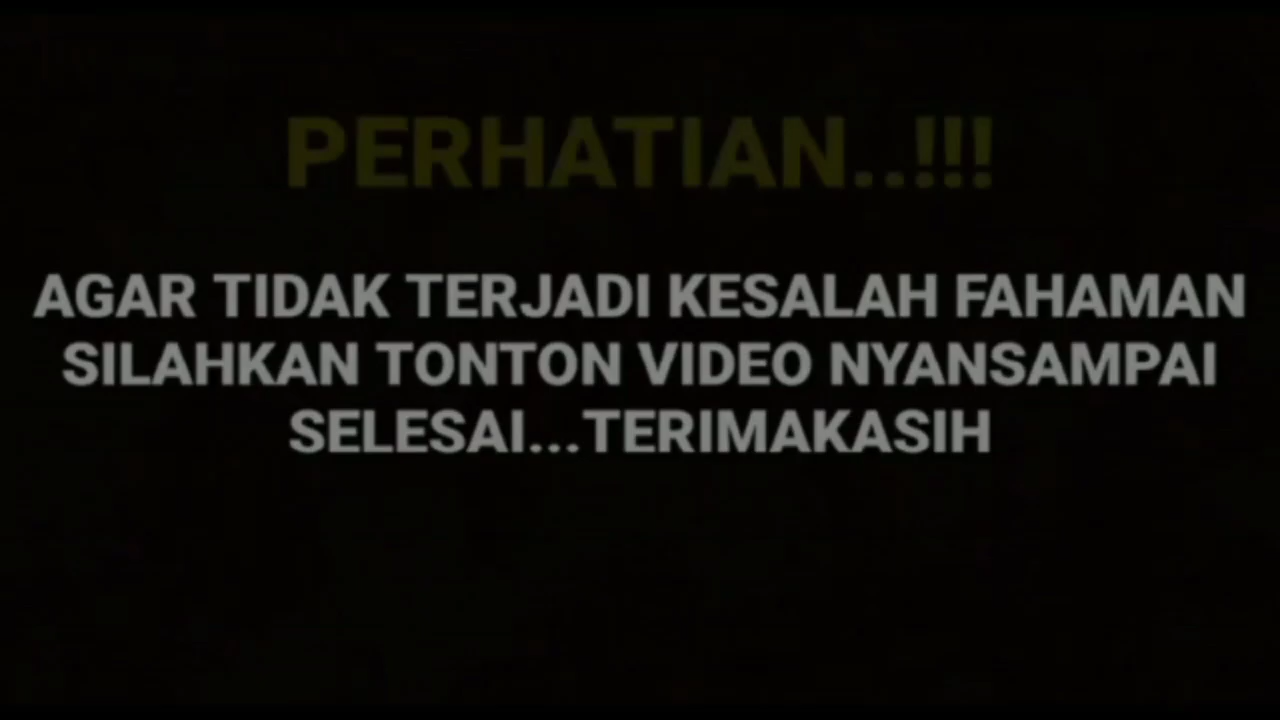 PERHATIAN..!!!
AGAR TIDAK TERJADI KESALAH FAHAMAN
SILAHKAN TONTON VIDEO NYANSAMPAI
SELESAI...TERIMAKASIH